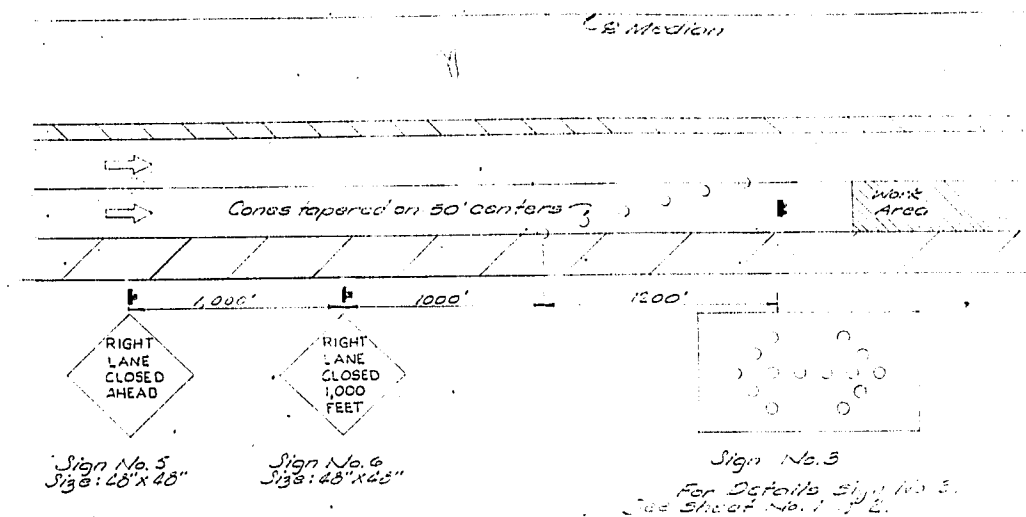 ℄ Median
Cones tapered on 50' centers
Work
Area
1,000'
1000'
1200'
RIGHT
LANE
CLOSED
AHEAD
RIGHT
LANE
CLOSED
1,000
FEET
Sign No. 5
Size: 48" x 48"
Sign No. 6
Size: 48" x 48"
Sign No. 3
For Details Sign No. 3.
See Sheet No. 1 of 2.